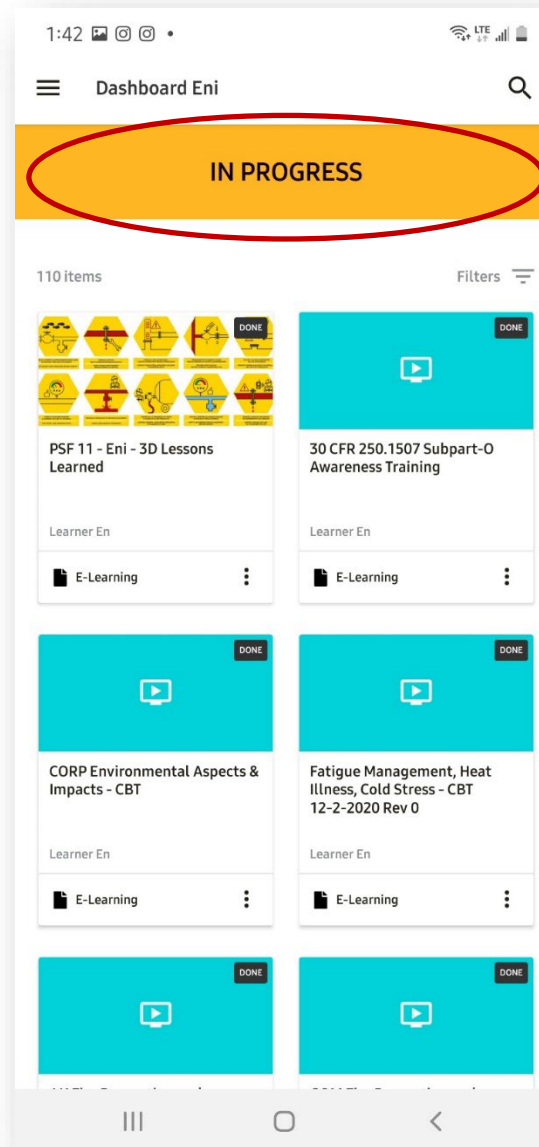 1:42
LTE
Dashboard Eni
IN PROGRESS
110 items
Filters
DONE
DONE
PSF 11 - Eni - 3D Lessons
Learned
30 CFR 250.1507 Subpart-O
Awareness Training
Learner En
Learner En
E-Learning
E-Learning
DONE
DONE
CORP Environmental Aspects &
Impacts - CBT
Fatigue Management, Heat
Illness, Cold Stress - CBT
12-2-2020 Rev 0
Learner En
Learner En
E-Learning
E-Learning
DONE
DONE